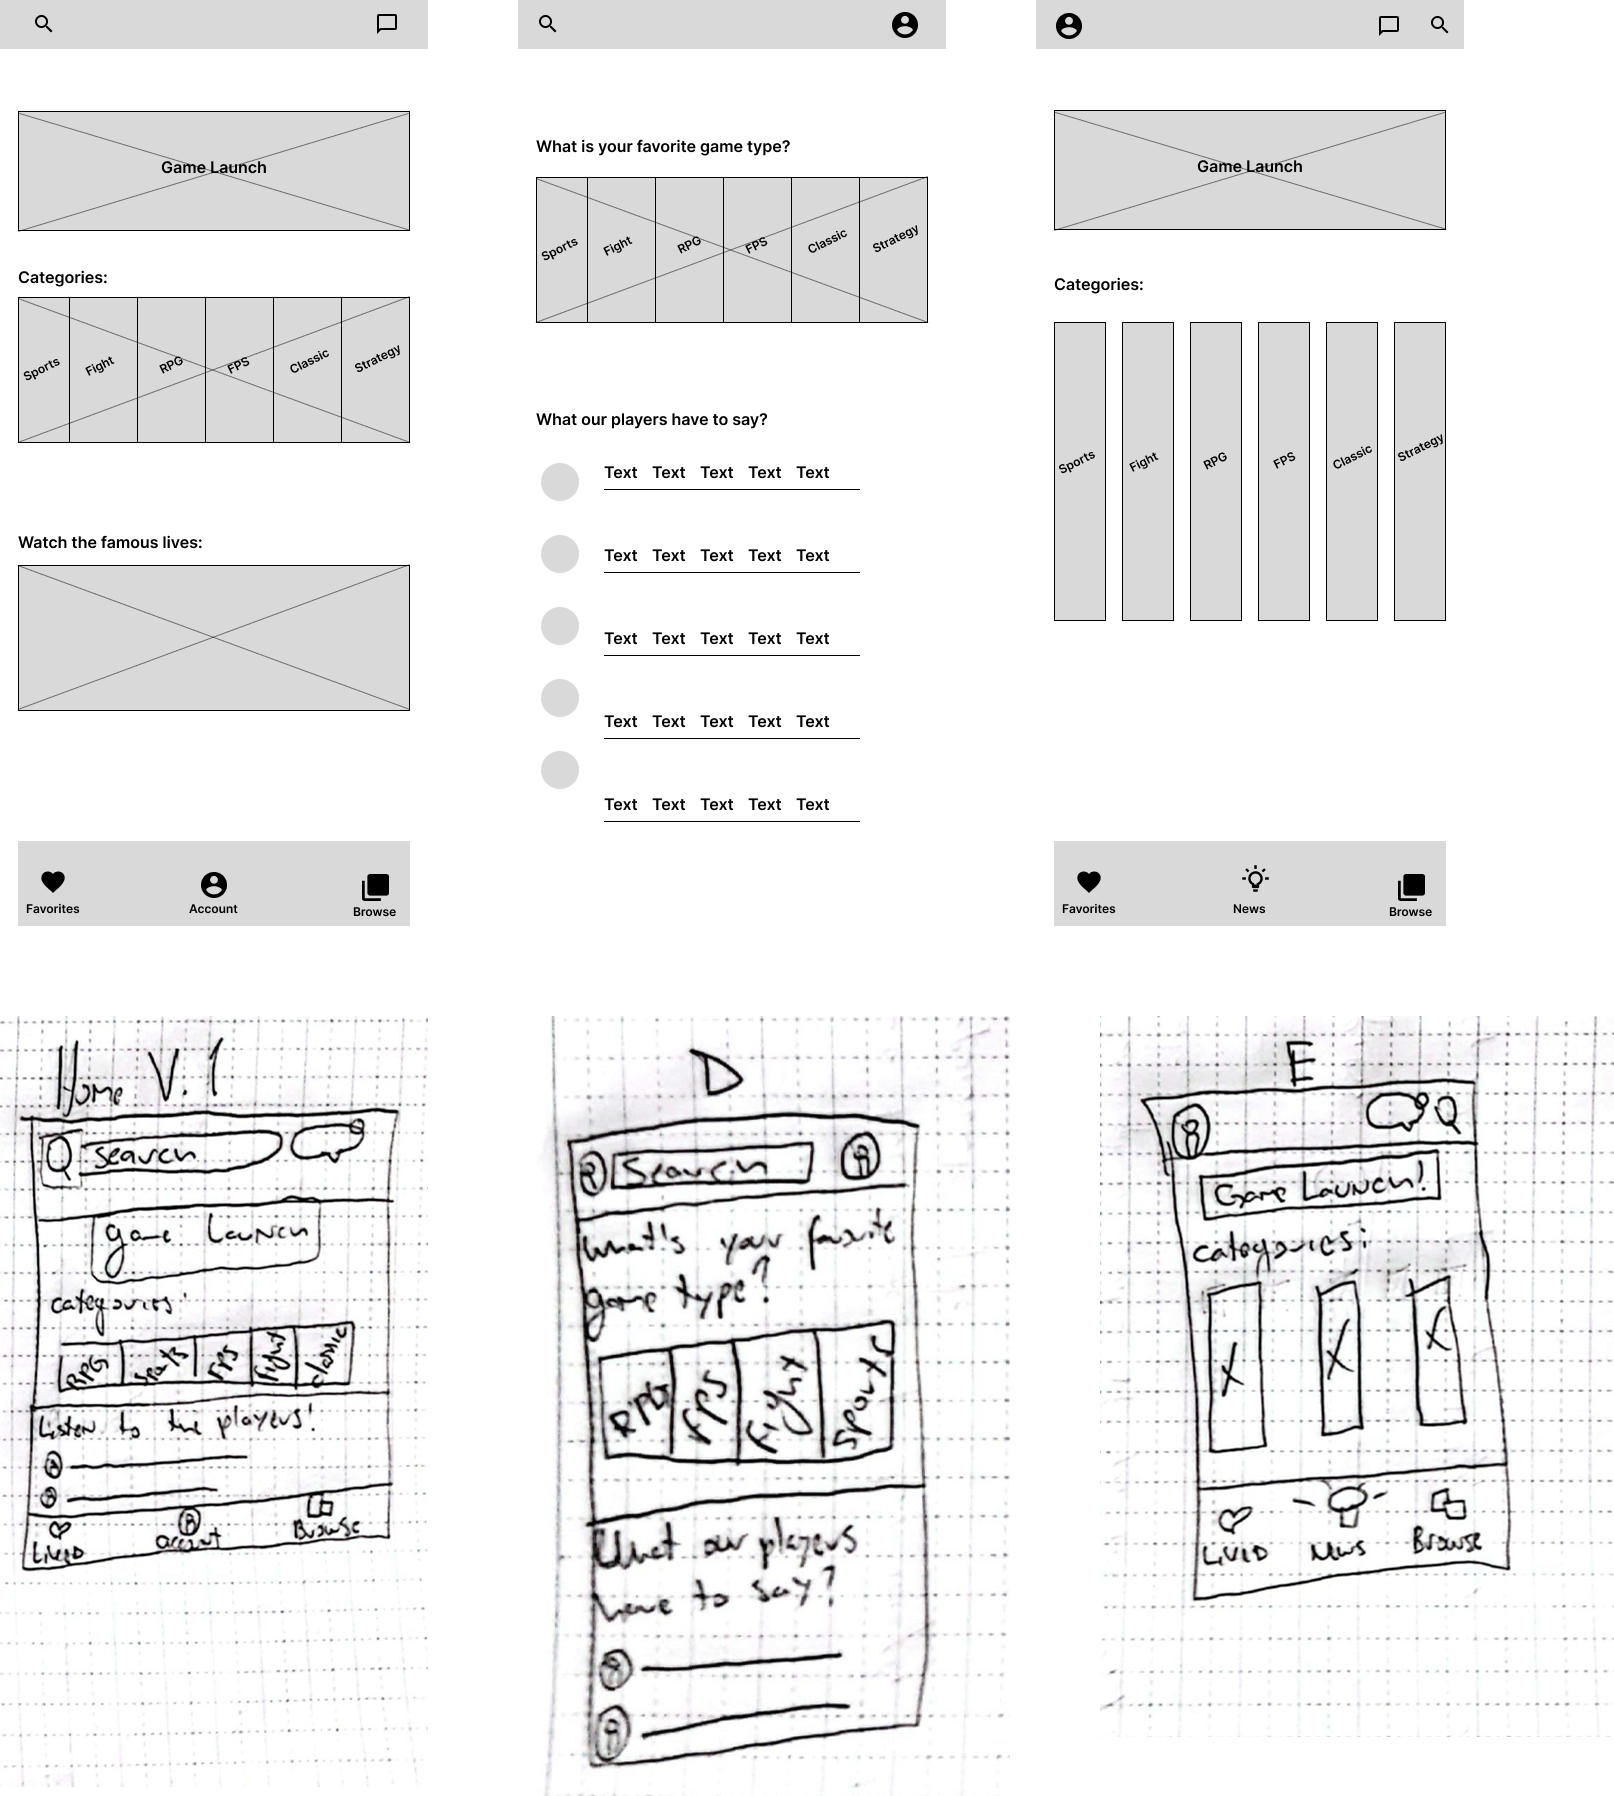 Game Launch
Categories:
Sports Fight RPG FPS Classic Strategy
Watch the famous lives:
Favorites Account Browse
What is your favorite game type?
Sports Fight RPG FPS Classic Strategy
What our players have to say?
Text Text Text Text Text
Text Text Text Text Text
Text Text Text Text Text
Text Text Text Text Text
Text Text Text Text Text
Game Launch
Categories:
Sports Fight RPG FPS Classic Strategy
Favorites News Browse
Home V. 1
Search
game Launch
categories:
RPG Sports FPS Fight classic
Listen to the players!
Liked account Browse
D
Search
What's your favorite
game type?
RPG FPS Fight Sports
What our players
have to say?
E
Game Launch!
categories:
X X X
Liked News Browse